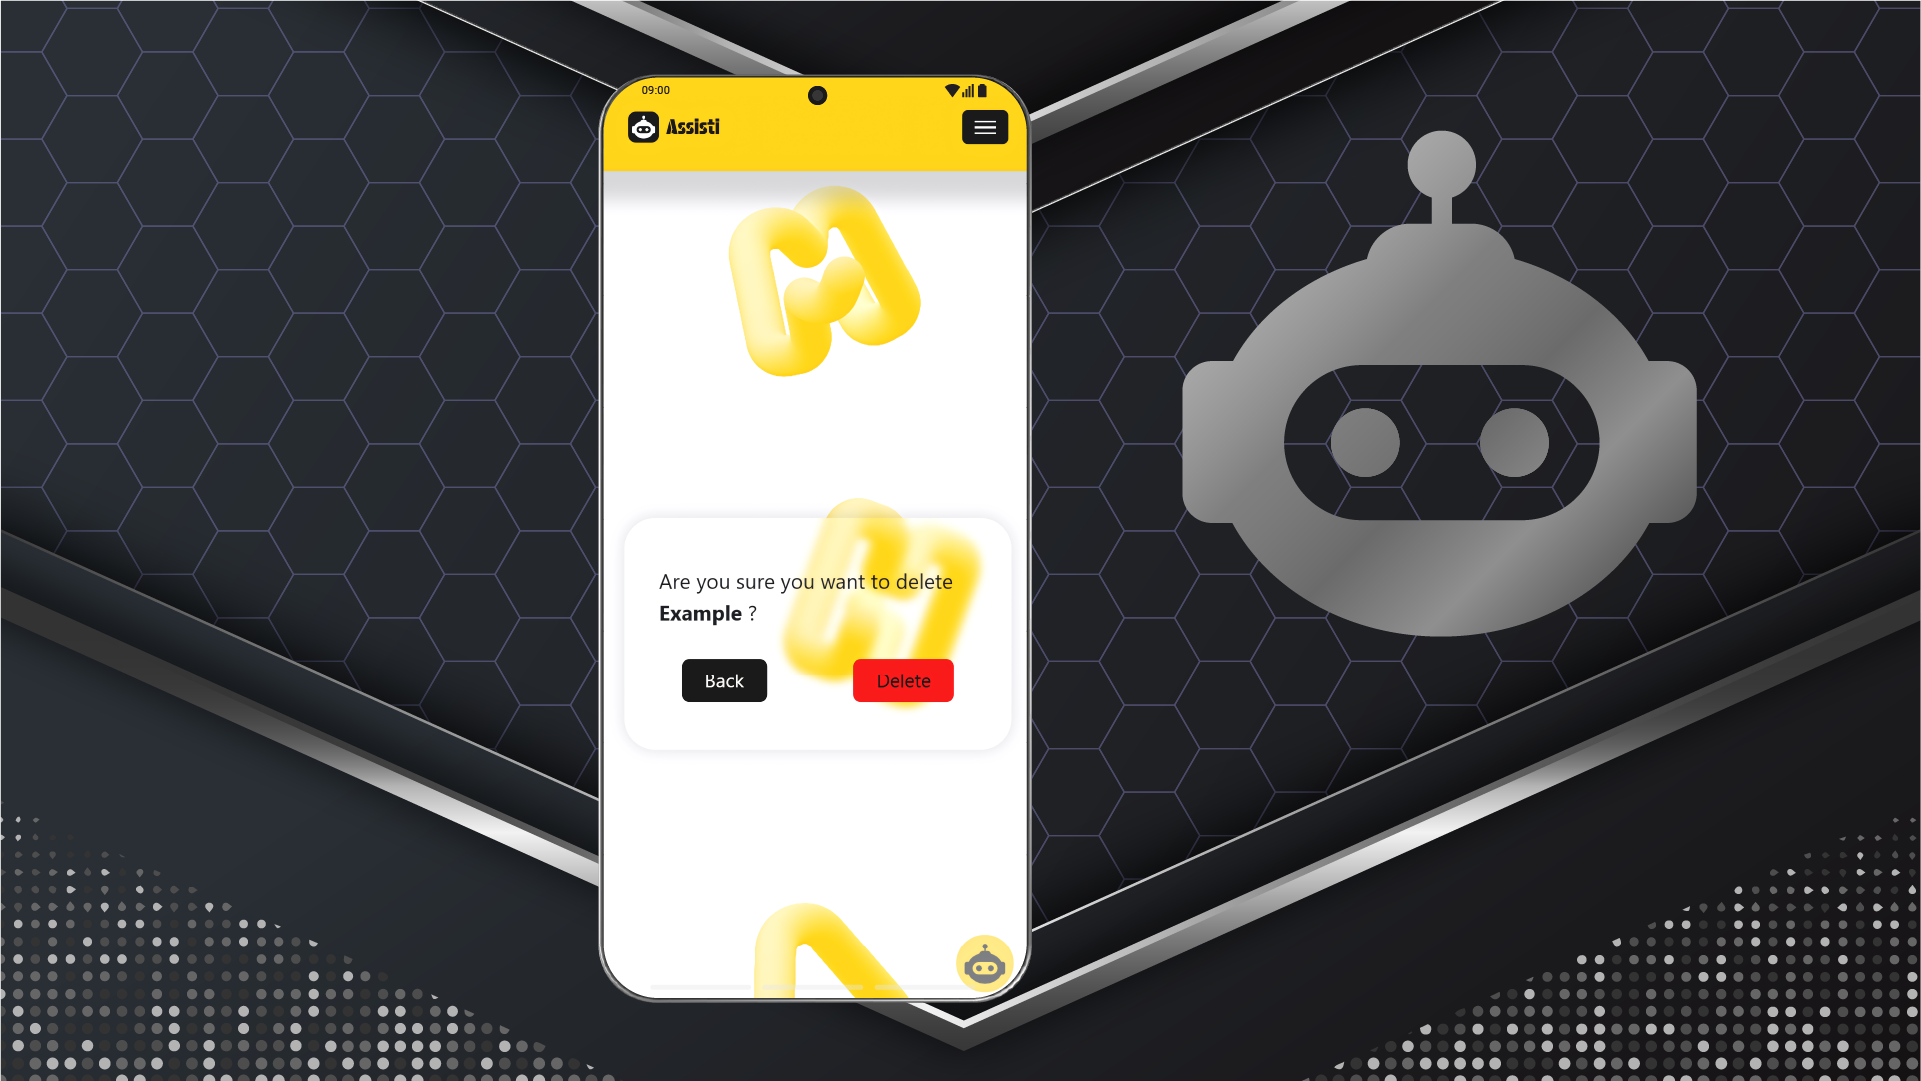 09:00
Assisti
Are you sure you want to delete
Example ?
Back
Delete